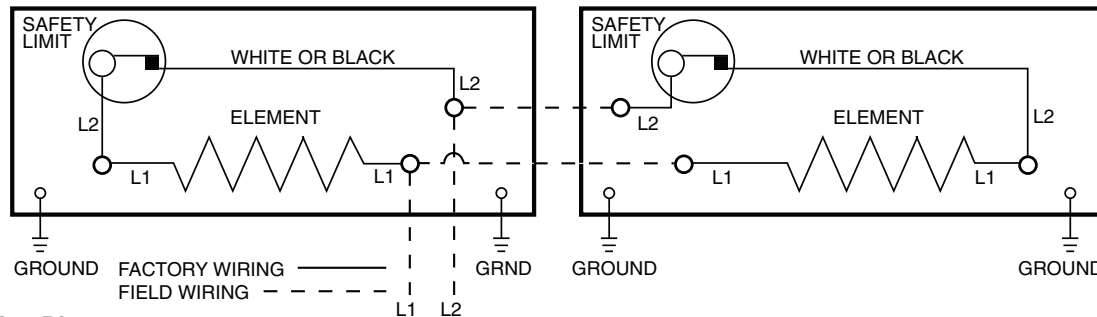 SAFETY
LIMIT
WHITE OR BLACK
L2
L2
ELEMENT
L1
L1
GROUND
GRND
FACTORY WIRING
FIELD WIRING
L1
L2
SAFETY
LIMIT
WHITE OR BLACK
L2
L2
ELEMENT
L1
L1
GROUND
GROUND